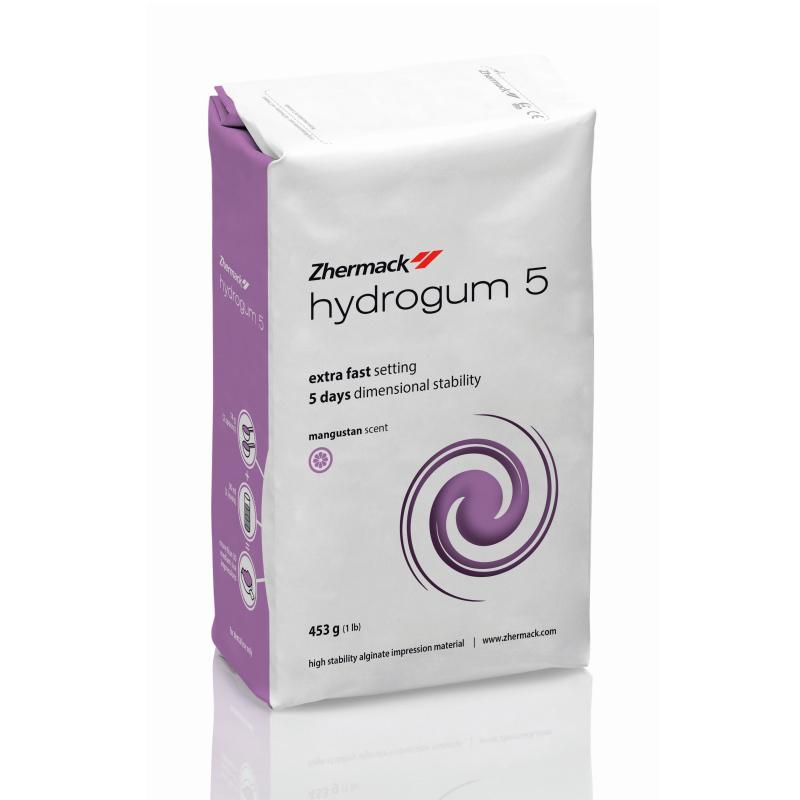 Zhermack
Zhermack
hydrogum 5
extra fast setting
5 days dimensional stability
mangustan scent
453 g (1 lb)
high stability alginate impression material | www.zhermack.com
Zhermack
hydrogum 5